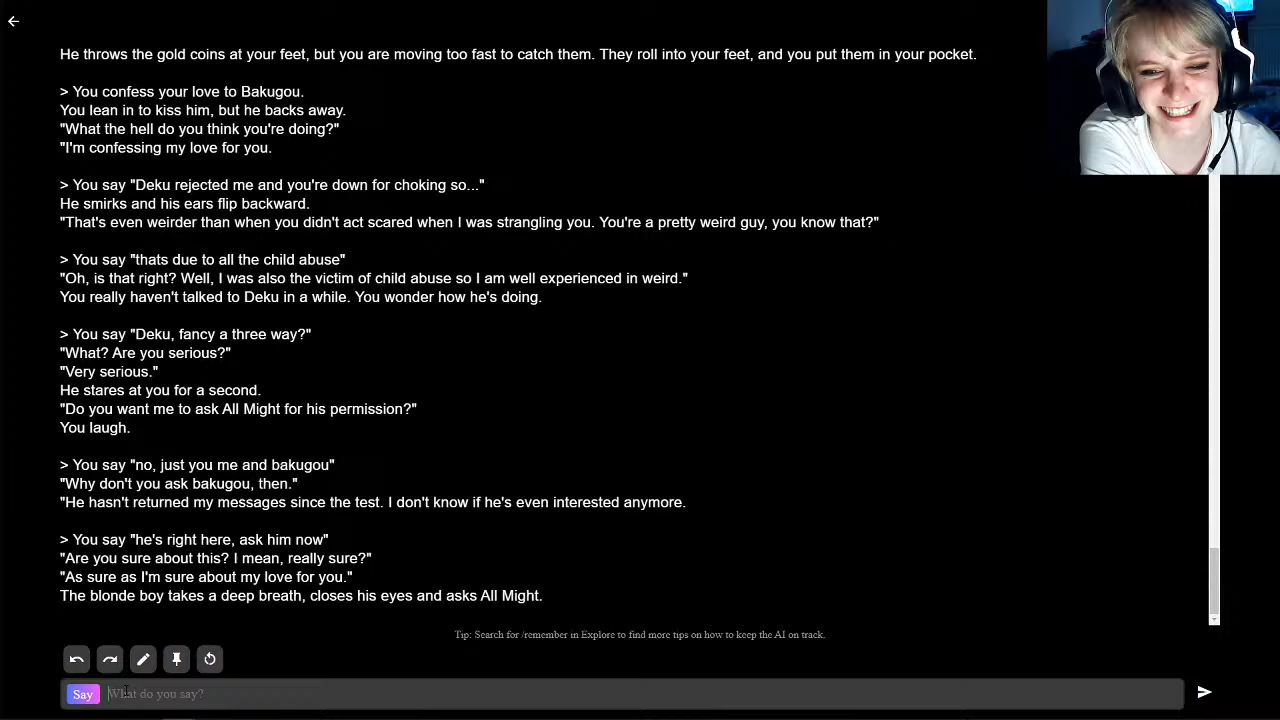 He throws the gold coins at your feet, but you are moving too fast to catch them. They roll into your feet, and you put them in your pocket.
> You confess your love to Bakugou.
You lean in to kiss him, but he backs away.
"What the hell do you think you're doing?"
"I'm confessing my love for you.
> You say "Deku rejected me and you're down for choking so..."
He smirks and his ears flip backward.
"That's even weirder than when you didn't act scared when I was strangling you. You're a pretty weird guy, you know that?"
> You say "thats due to all the child abuse"
"Oh, is that right? Well, I was also the victim of child abuse so I am well experienced in weird."
You really haven't talked to Deku in a while. You wonder how he's doing.
> You say "Deku, fancy a three way?"
"What? Are you serious?"
"Very serious."
He stares at you for a second.
"Do you want me to ask All Might for his permission?"
You laugh.
> You say "no, just you me and bakugou"
"Why don't you ask bakugou, then."
"He hasn't returned my messages since the test. I don't know if he's even interested anymore.
> You say "he's right here, ask him now"
"Are you sure about this? I mean, really sure?"
"As sure as I'm sure about my love for you."
The blonde boy takes a deep breath, closes his eyes and asks All Might.
Tip: Search for /remember in Explore to find more tips on how to keep the AI on track.
Say What do you say?